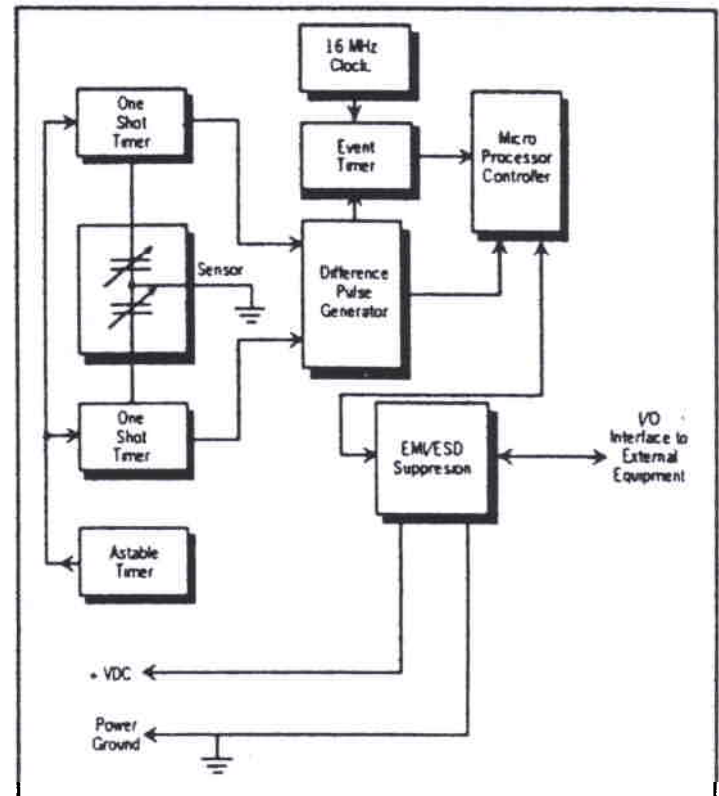 16 MHz
Clock.
One
Shot
Timer
Event
Timer
Micro
Processor
Controller
Sensor
Difference
Pulse
Generator
One
Shot
Timer
EMI/ESD
Suppresion
I/O
Interface to
External
Equipment
Astable
Timer
+ VDC
Power
Ground